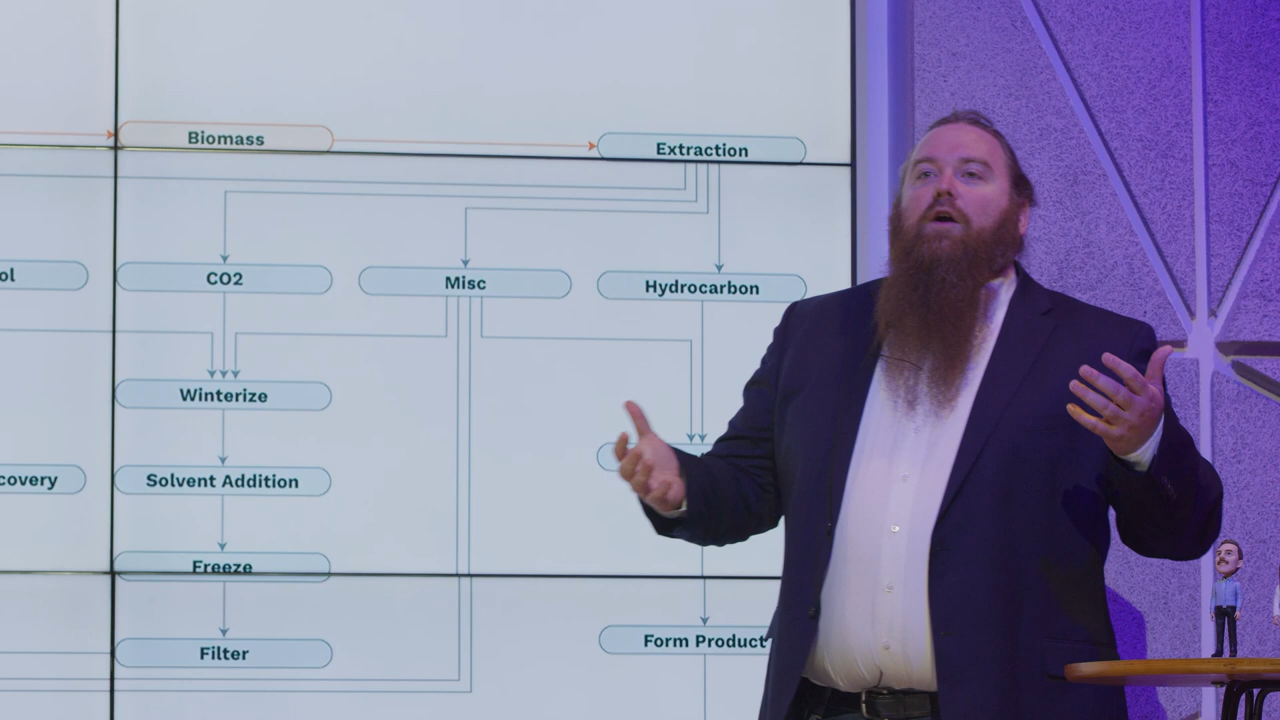 Biomass
Extraction
ol
CO2
Misc
Hydrocarbon
Winterize
covery
Solvent Addition
Freeze
Form Product
Filter